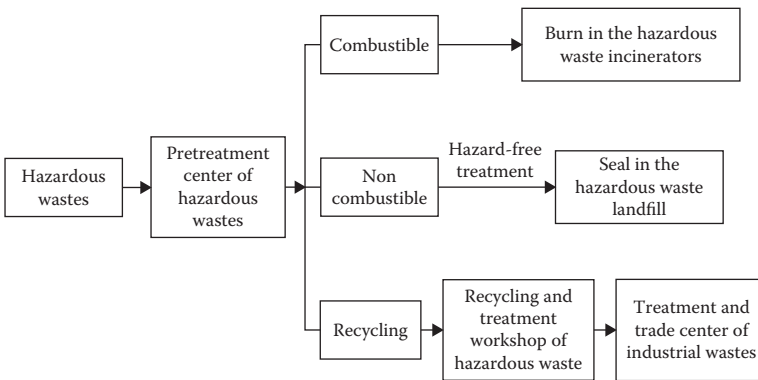 Hazardous
wastes
Pretreatment
center of
hazardous
wastes
Combustible
Burn in the hazardous
waste incinerators
Non
combustible
Hazard-free
treatment
Seal in the
hazardous waste
landfill
Recycling
Recycling and
treatment
workshop of
hazardous waste
Treatment and
trade center of
industrial wastes